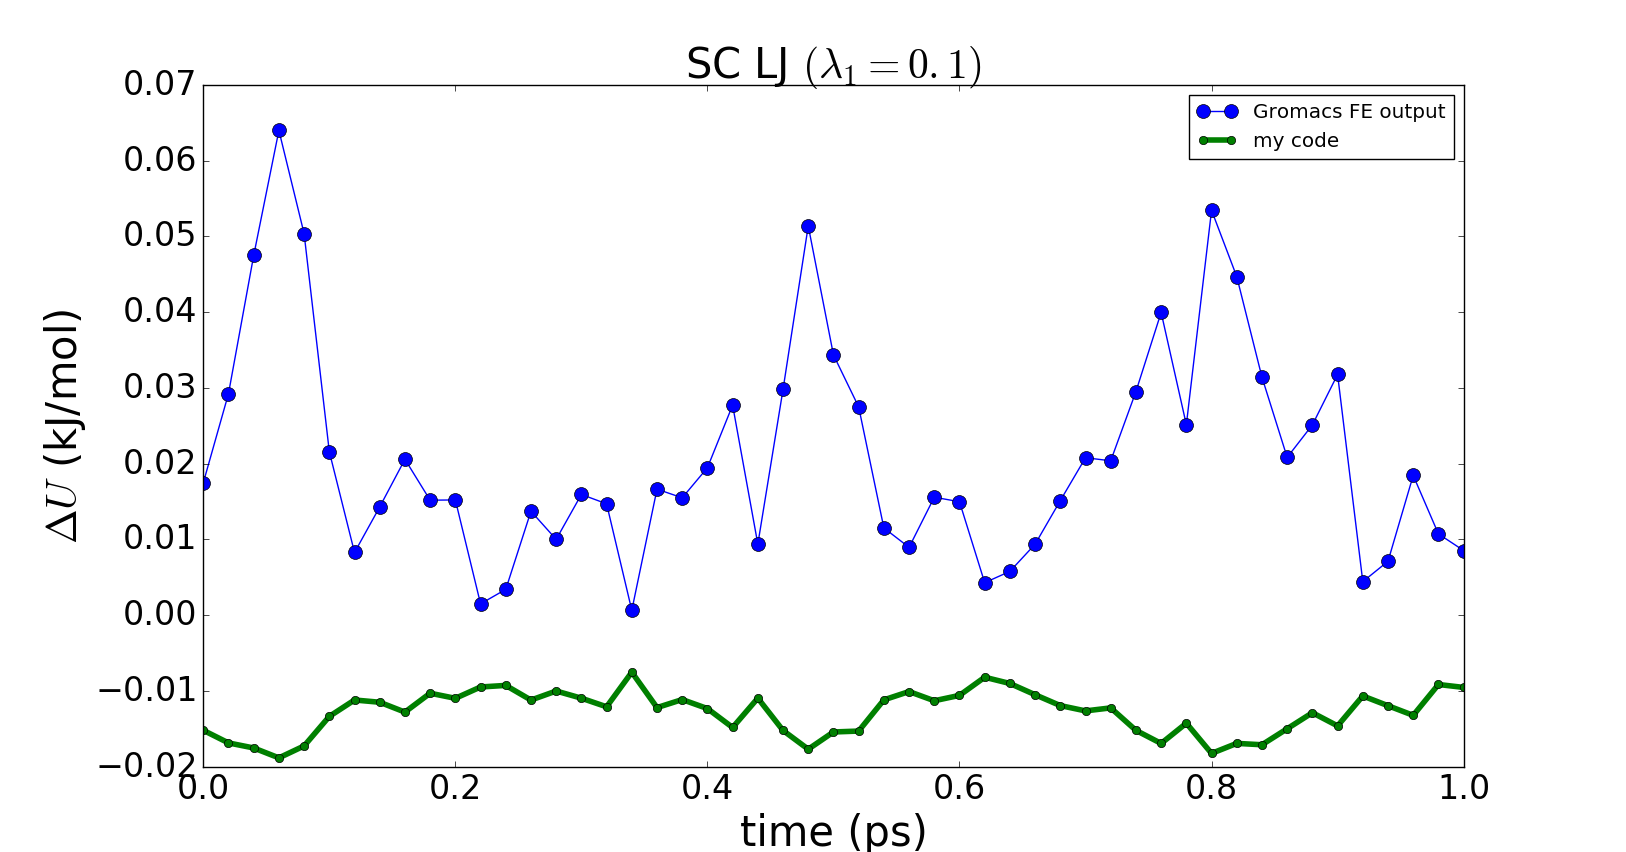 SC LJ (λ₁ = 0.1)
Gromacs FE output
my code
0.07
0.06
0.05
0.04
0.03
0.02
0.01
0.00
−0.01
−0.02
ΔU (kJ/mol)
0.0 0.2 0.4 0.6 0.8 1.0
time (ps)